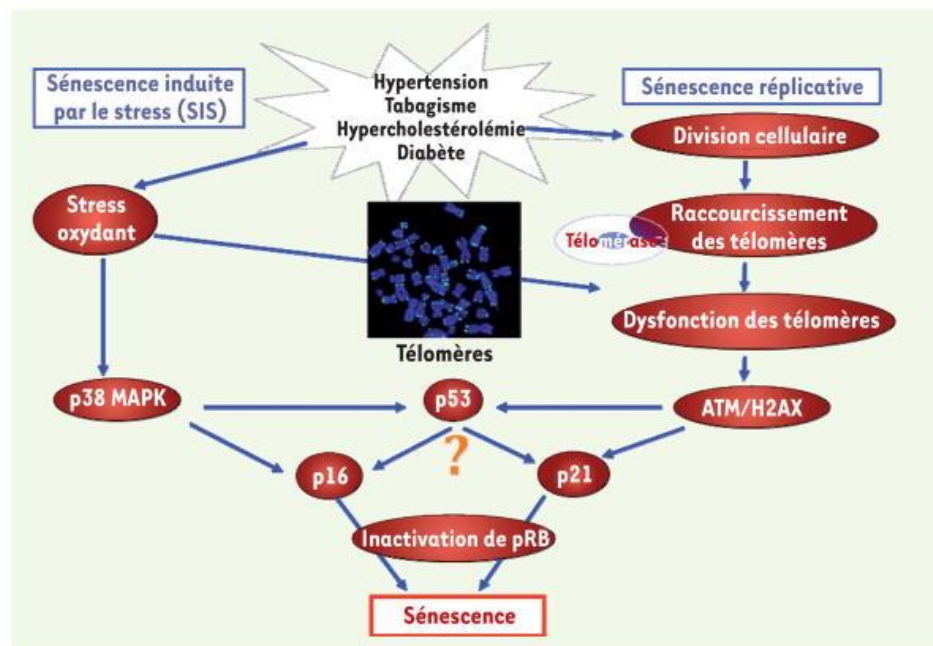 Sénescence induite
par le stress (SIS)
Hypertension
Tabagisme
Hypercholestérolémie
Diabète
Sénescence réplicative
Division cellulaire
Stress
oxydant
Télomérase
Raccourcissement
des télomères
Dysfonction des télomères
Télomères
p38 MAPK
p53
ATM/H2AX
?
p16
p21
Inactivation de pRB
Sénescence